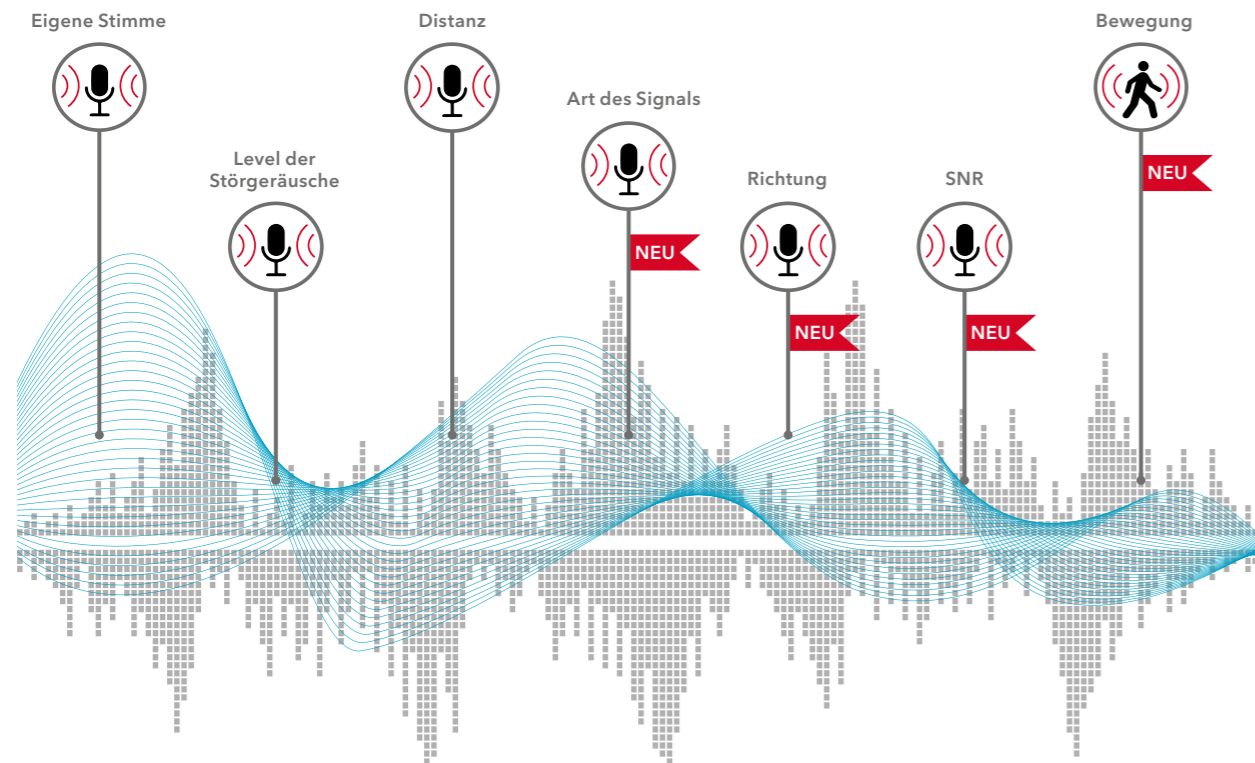 Eigene Stimme
Distanz
Bewegung
Art des Signals
Level der
Störgeräusche
Richtung
SNR
NEU
NEU
NEU
NEU